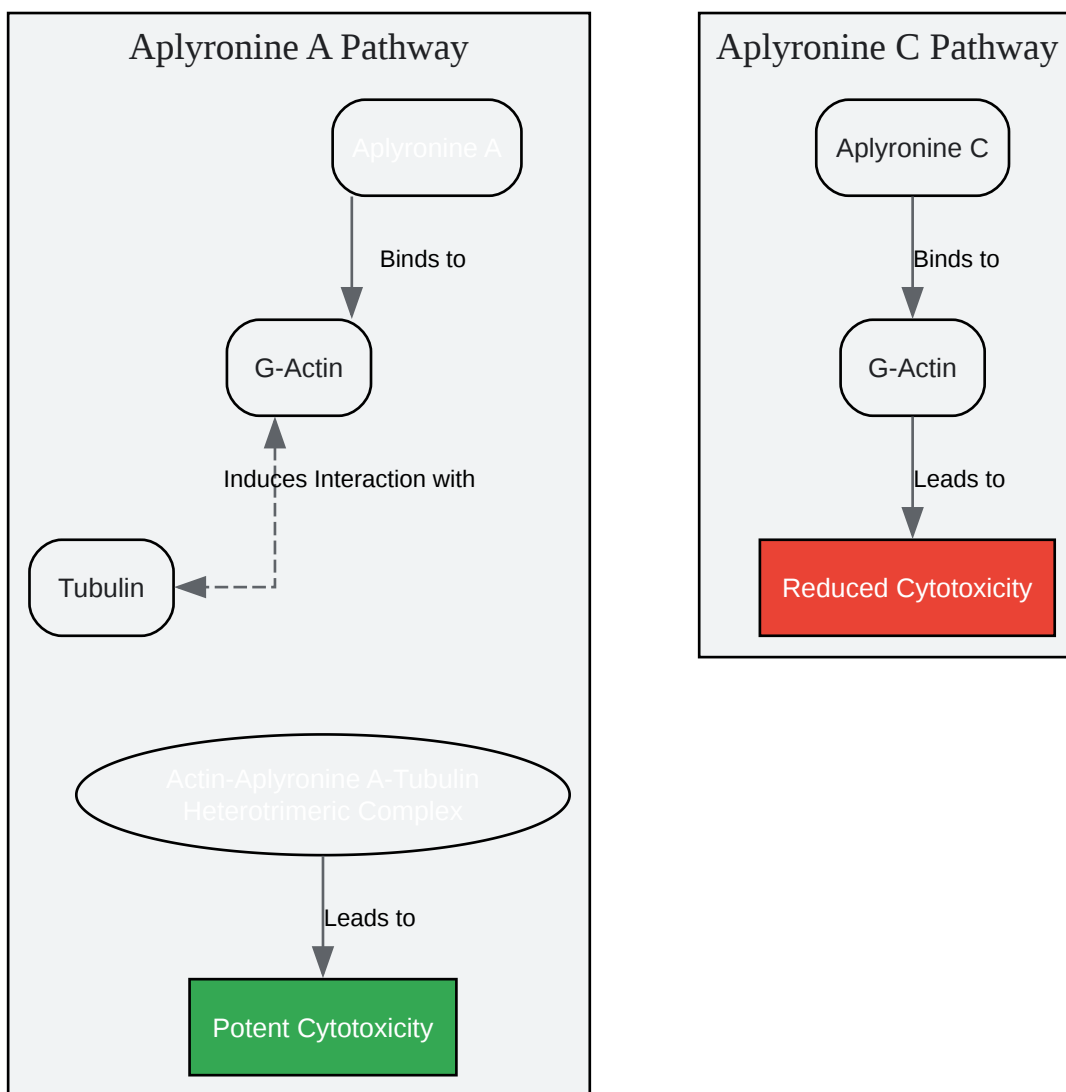 Aplyronine A Pathway
Aplyronine A
Binds to
G-Actin
Induces Interaction with
Tubulin
Actin-Aplyronine A-Tubulin
Heterotrimeric Complex
Leads to
Potent Cytotoxicity
Aplyronine C Pathway
Aplyronine C
Binds to
G-Actin
Leads to
Reduced Cytotoxicity